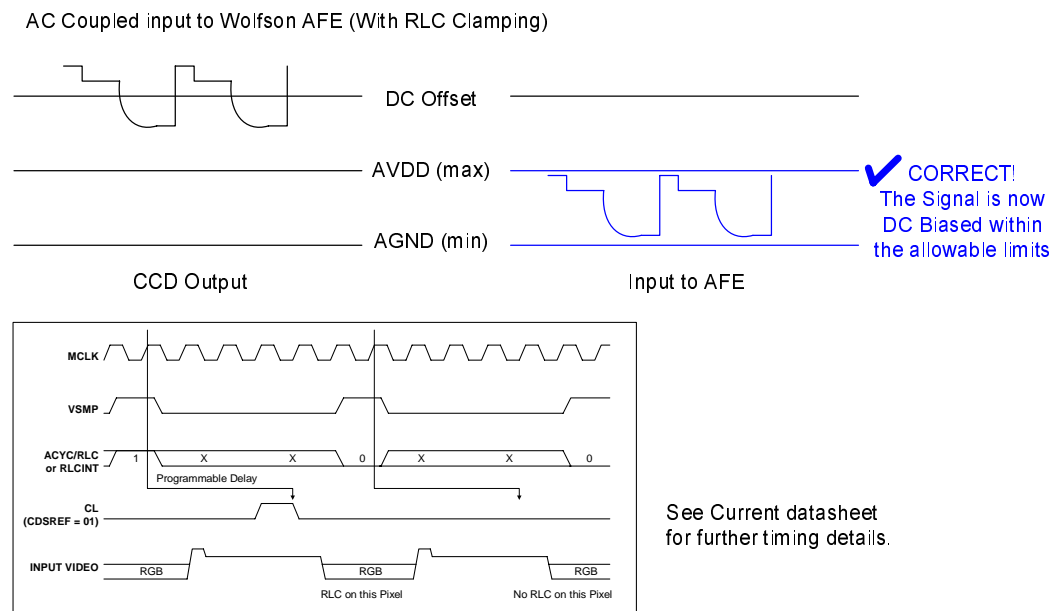 AC Coupled input to Wolfson AFE (With RLC Clamping)
DC Offset
AVDD (max)
AGND (min)
CORRECT!
The Signal is now
DC Biased within
the allowable limits
CCD Output
Input to AFE
MCLK
VSMP
ACYC/RLC
or RLCINT
1 X X 0 X X 0
Programmable Delay
CL
(CDSREF = 01)
INPUT VIDEO
RGB RGB RGB
RLC on this Pixel
No RLC on this Pixel
See Current datasheet
for further timing details.